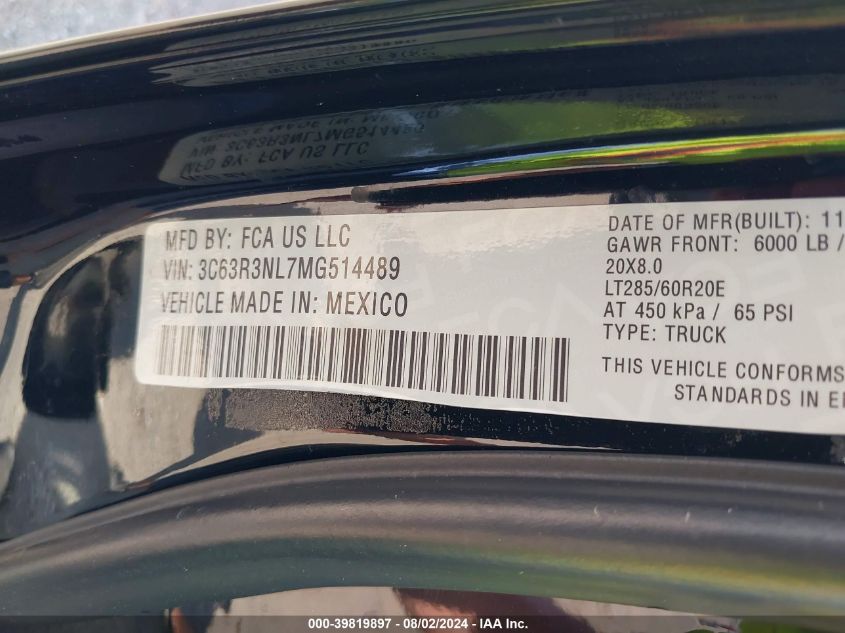 MFD BY: FCA US LLC
VIN: 3C63R3NL7MG514489
VEHICLE MADE IN: MEXICO
DATE OF MFR(BUILT): 11
GAWR FRONT: 6000 LB /
20X8.0
LT285/60R20E
AT 450 kPa / 65 PSI
TYPE: TRUCK
THIS VEHICLE CONFORMS
STANDARDS IN
000-39819897 - 08/02/2024 - IAA Inc.